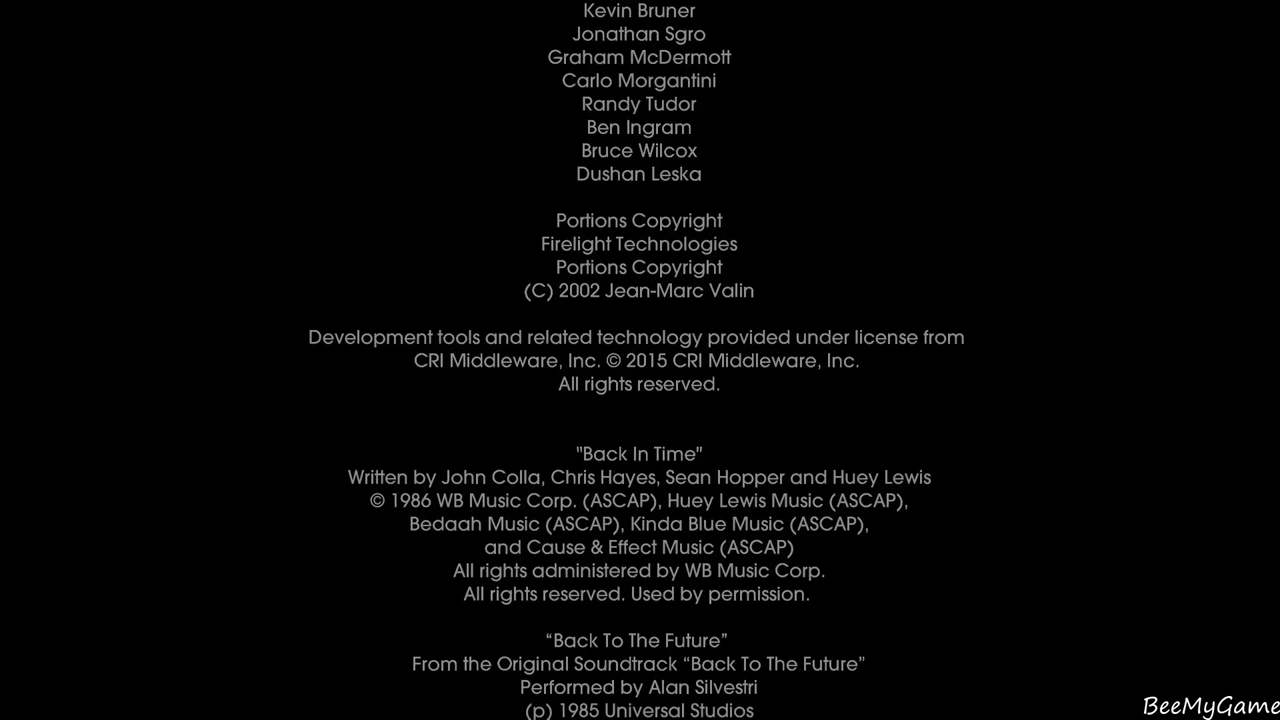 Kevin Bruner
Jonathan Sgro
Graham McDermott
Carlo Morgantini
Randy Tudor
Ben Ingram
Bruce Wilcox
Dushan Leska
Portions Copyright
Firelight Technologies
Portions Copyright
(C) 2002 Jean-Marc Valin
Development tools and related technology provided under license from
CRI Middleware, Inc. © 2015 CRI Middleware, Inc.
All rights reserved.
"Back In Time"
Written by John Colla, Chris Hayes, Sean Hopper and Huey Lewis
© 1986 WB Music Corp. (ASCAP), Huey Lewis Music (ASCAP),
Bedaah Music (ASCAP), Kinda Blue Music (ASCAP),
and Cause & Effect Music (ASCAP)
All rights administered by WB Music Corp.
All rights reserved. Used by permission.
“Back To The Future”
From the Original Soundtrack “Back To The Future”
Performed by Alan Silvestri
(p) 1985 Universal Studios
BeeMyGame